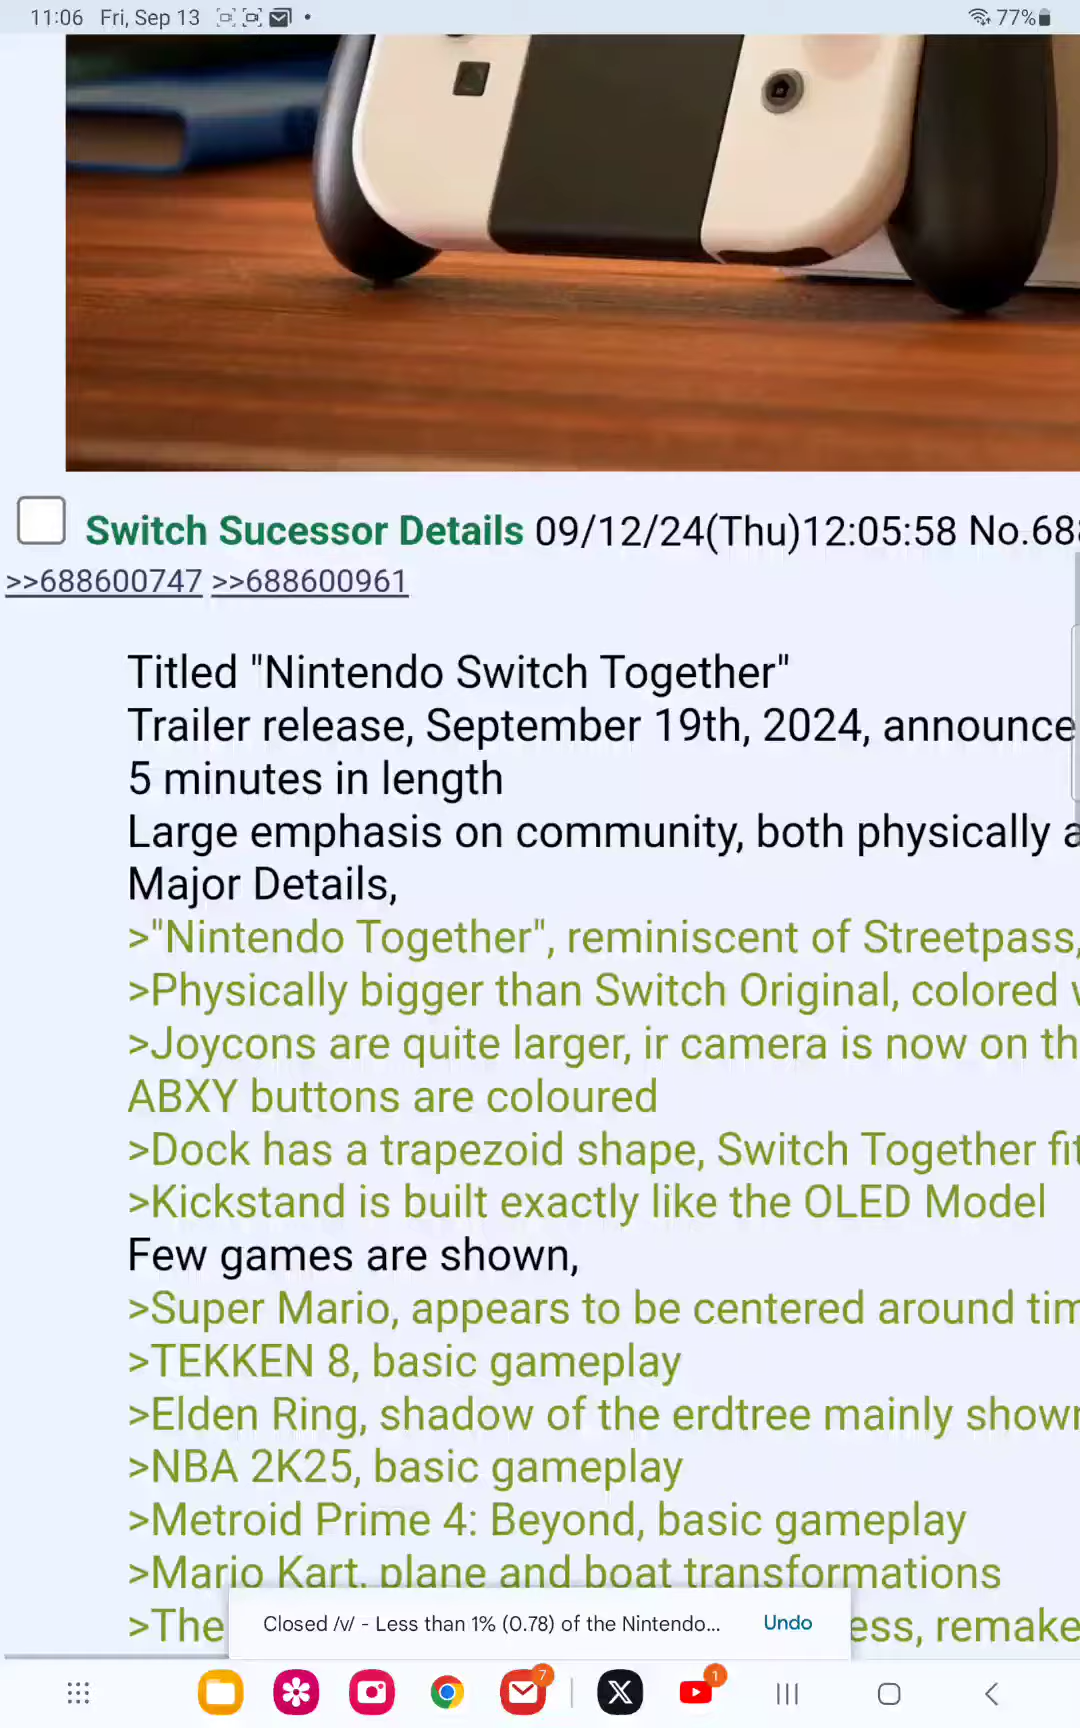 11:06 Fri, Sep 13
77%
Switch Sucessor Details 09/12/24(Thu)12:05:58 No.68
>>688600747 >>688600961
Titled "Nintendo Switch Together"
Trailer release, September 19th, 2024, announce
5 minutes in length
Large emphasis on community, both physically a
Major Details,
>"Nintendo Together", reminiscent of Streetpass,
>Physically bigger than Switch Original, colored
>Joycons are quite larger, ir camera is now on th
ABXY buttons are coloured
>Dock has a trapezoid shape, Switch Together fit
>Kickstand is built exactly like the OLED Model
Few games are shown,
>Super Mario, appears to be centered around tim
>TEKKEN 8, basic gameplay
>Elden Ring, shadow of the erdtree mainly shown
>NBA 2K25, basic gameplay
>Metroid Prime 4: Beyond, basic gameplay
>Mario Kart, plane and boat transformations
>The ess, remake
Closed /v/ - Less than 1% (0.78) of the Nintendo... Undo
7
1